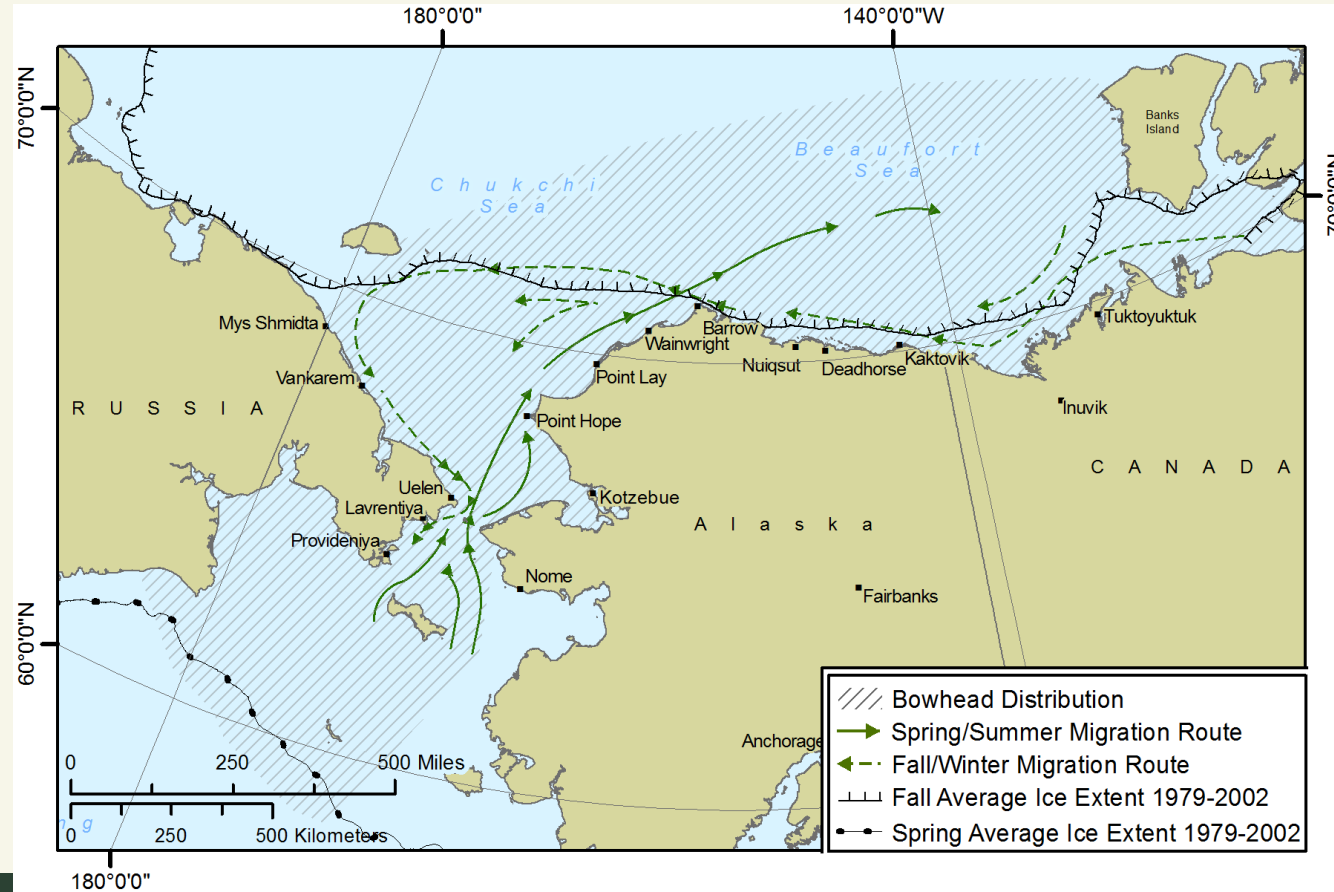 180°0'0"
140°0'0"W
70°0'0"N
Banks
Island
Beaufort
Sea
Chukchi
Sea
70°0'0"N
Mys Shmidta
Barrow
Wainwright
Tuktoyuktuk
Nuiqsut
Deadhorse
Kaktovik
Vankarem
Point Lay
RUSSIA
Inuvik
Point Hope
CANADA
Uelen
Kotzebue
Lavrentiya
Alaska
Provideniya
Nome
Fairbanks
60°0'0"N
Bowhead Distribution
Spring/Summer Migration Route
Anchorage
Fall/Winter Migration Route
0 250 500 Miles
Fall Average Ice Extent 1979-2002
0 250 500 Kilometers
n g
Spring Average Ice Extent 1979-2002
180°0'0"